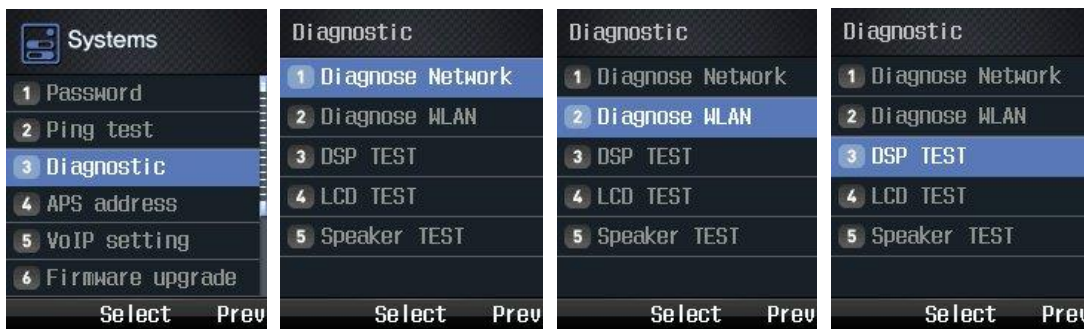 Systems
1 Password
2 Ping test
3 Diagnostic
4 APS address
5 VoIP setting
6 Firmware upgrade
Select Prev
Diagnostic
1 Diagnose Network
2 Diagnose WLAN
3 DSP TEST
4 LCD TEST
5 Speaker TEST
Select Prev
Diagnostic
1 Diagnose Network
2 Diagnose WLAN
3 DSP TEST
4 LCD TEST
5 Speaker TEST
Select Prev
Diagnostic
1 Diagnose Network
2 Diagnose WLAN
3 DSP TEST
4 LCD TEST
5 Speaker TEST
Select Prev